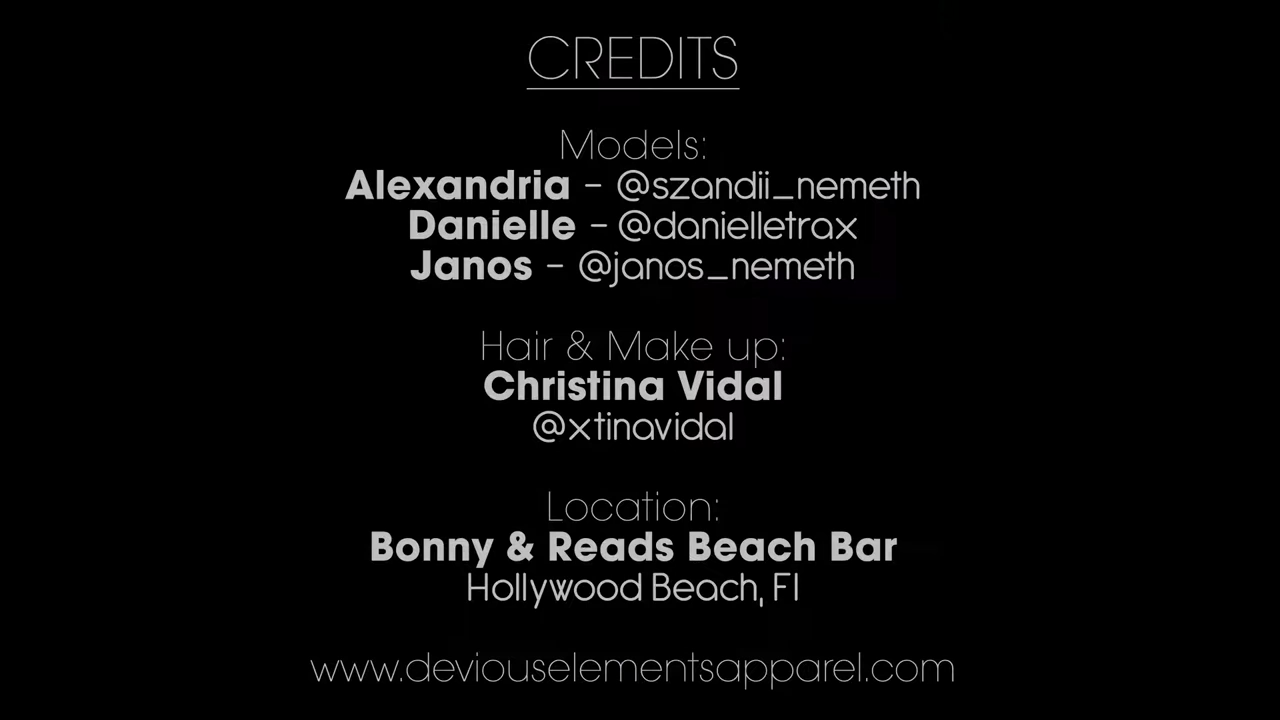 CREDITS
Models:
Alexandria - @szandii_nemeth
Danielle - @danielletrax
Janos - @janos_nemeth
Hair & Make up:
Christina Vidal
@xtinavidal
Location:
Bonny & Reads Beach Bar
Hollywood Beach, Fl
www.deviouselementsapparel.com